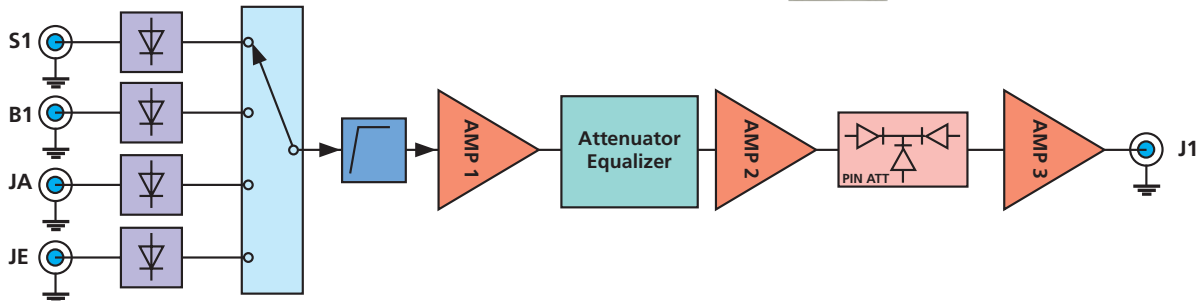 S1
B1
JA
JE
AMP 1
Attenuator
Equalizer
AMP 2
PIN ATT
AMP 3
J1